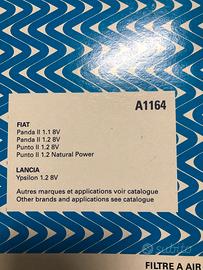 A1164
FIAT
Panda II 1.1 8V
Panda II 1.2 8V
Punto II 1.2 8V
Punto II 1.2 Natural Power
LANCIA
Ypsilon 1.2 8V
Autres marques et applications voir catalogue
Other brands and applications see catalogue
subito
FILTRE A AIR